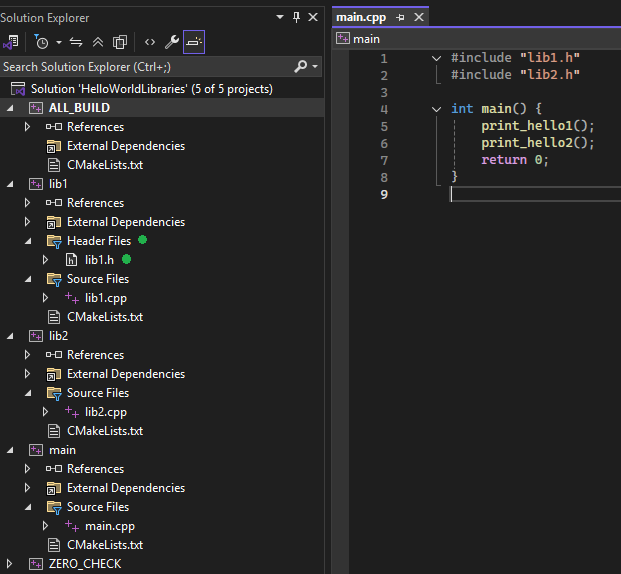 Solution Explorer
Search Solution Explorer (Ctrl+;)
Solution 'HelloWorldLibraries' (5 of 5 projects)
ALL_BUILD
References
External Dependencies
CMakeLists.txt
lib1
References
External Dependencies
Header Files
lib1.h
Source Files
lib1.cpp
CMakeLists.txt
lib2
References
External Dependencies
Source Files
lib2.cpp
CMakeLists.txt
main
References
External Dependencies
Source Files
main.cpp
CMakeLists.txt
ZERO_CHECK
main.cpp
main
1 #include "lib1.h"
2 #include "lib2.h"
3
4 int main() {
5 print_hello1();
6 print_hello2();
7 return 0;
8 }
9